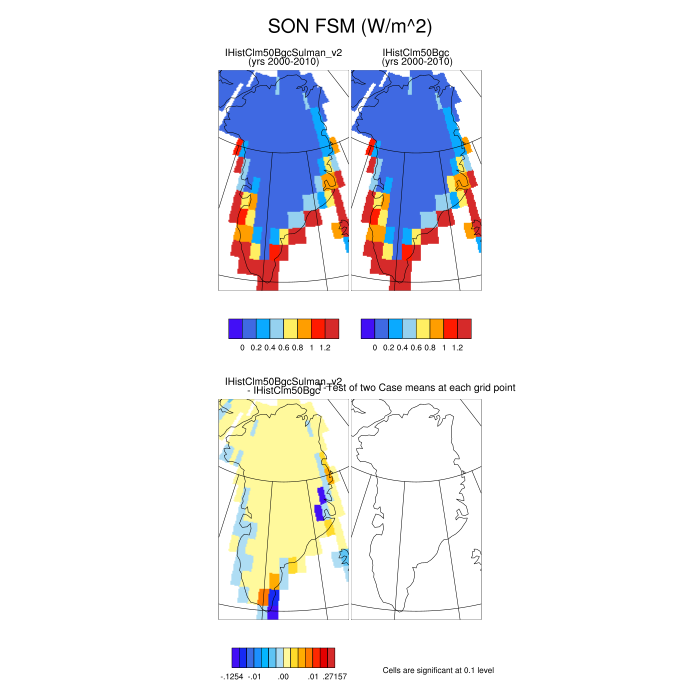 SON FSM (W/m^2)
IHistClm50BgcSulman_v2
(yrs 2000-2010)
IHistClm50Bgc
(yrs 2000-2010)
0 0.2 0.4 0.6 0.8 1 1.2
0 0.2 0.4 0.6 0.8 1 1.2
IHistClm50BgcSulman_v2
- IHistClm50Bgc
T-Test of two Case means at each grid point
-.1254 -.01 .00 .01 .27157
Cells are significant at 0.1 level